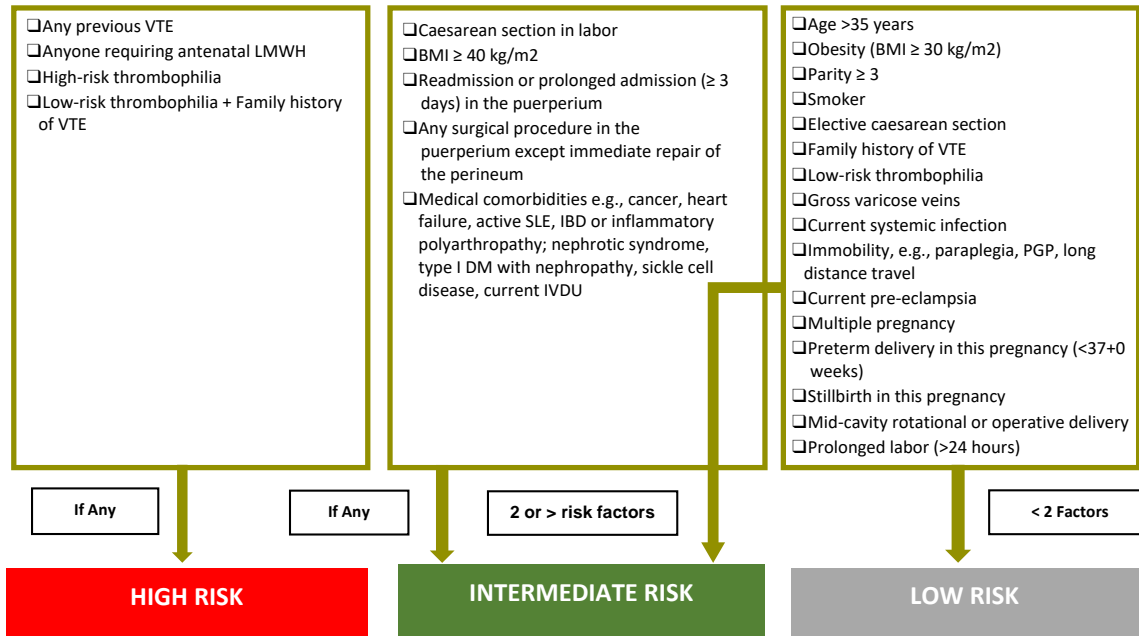 ❑Any previous VTE
❑Anyone requiring antenatal LMWH
❑High-risk thrombophilia
❑Low-risk thrombophilia + Family history
of VTE
❑Caesarean section in labor
❑BMI ≥ 40 kg/m2
❑Readmission or prolonged admission (≥ 3
days) in the puerperium
❑Any surgical procedure in the
puerperium except immediate repair of
the perineum
❑Medical comorbidities e.g., cancer, heart
failure, active SLE, IBD or inflammatory
polyarthropathy; nephrotic syndrome,
type I DM with nephropathy, sickle cell
disease, current IVDU
❑Age >35 years
❑Obesity (BMI ≥ 30 kg/m2)
❑Parity ≥ 3
❑Smoker
❑Elective caesarean section
❑Family history of VTE
❑Low-risk thrombophilia
❑Gross varicose veins
❑Current systemic infection
❑Immobility, e.g., paraplegia, PGP, long
distance travel
❑Current pre-eclampsia
❑Multiple pregnancy
❑Preterm delivery in this pregnancy (<37+0
weeks)
❑Stillbirth in this pregnancy
❑Mid-cavity rotational or operative delivery
❑Prolonged labor (>24 hours)
If Any
If Any
2 or > risk factors
< 2 Factors
HIGH RISK
INTERMEDIATE RISK
LOW RISK